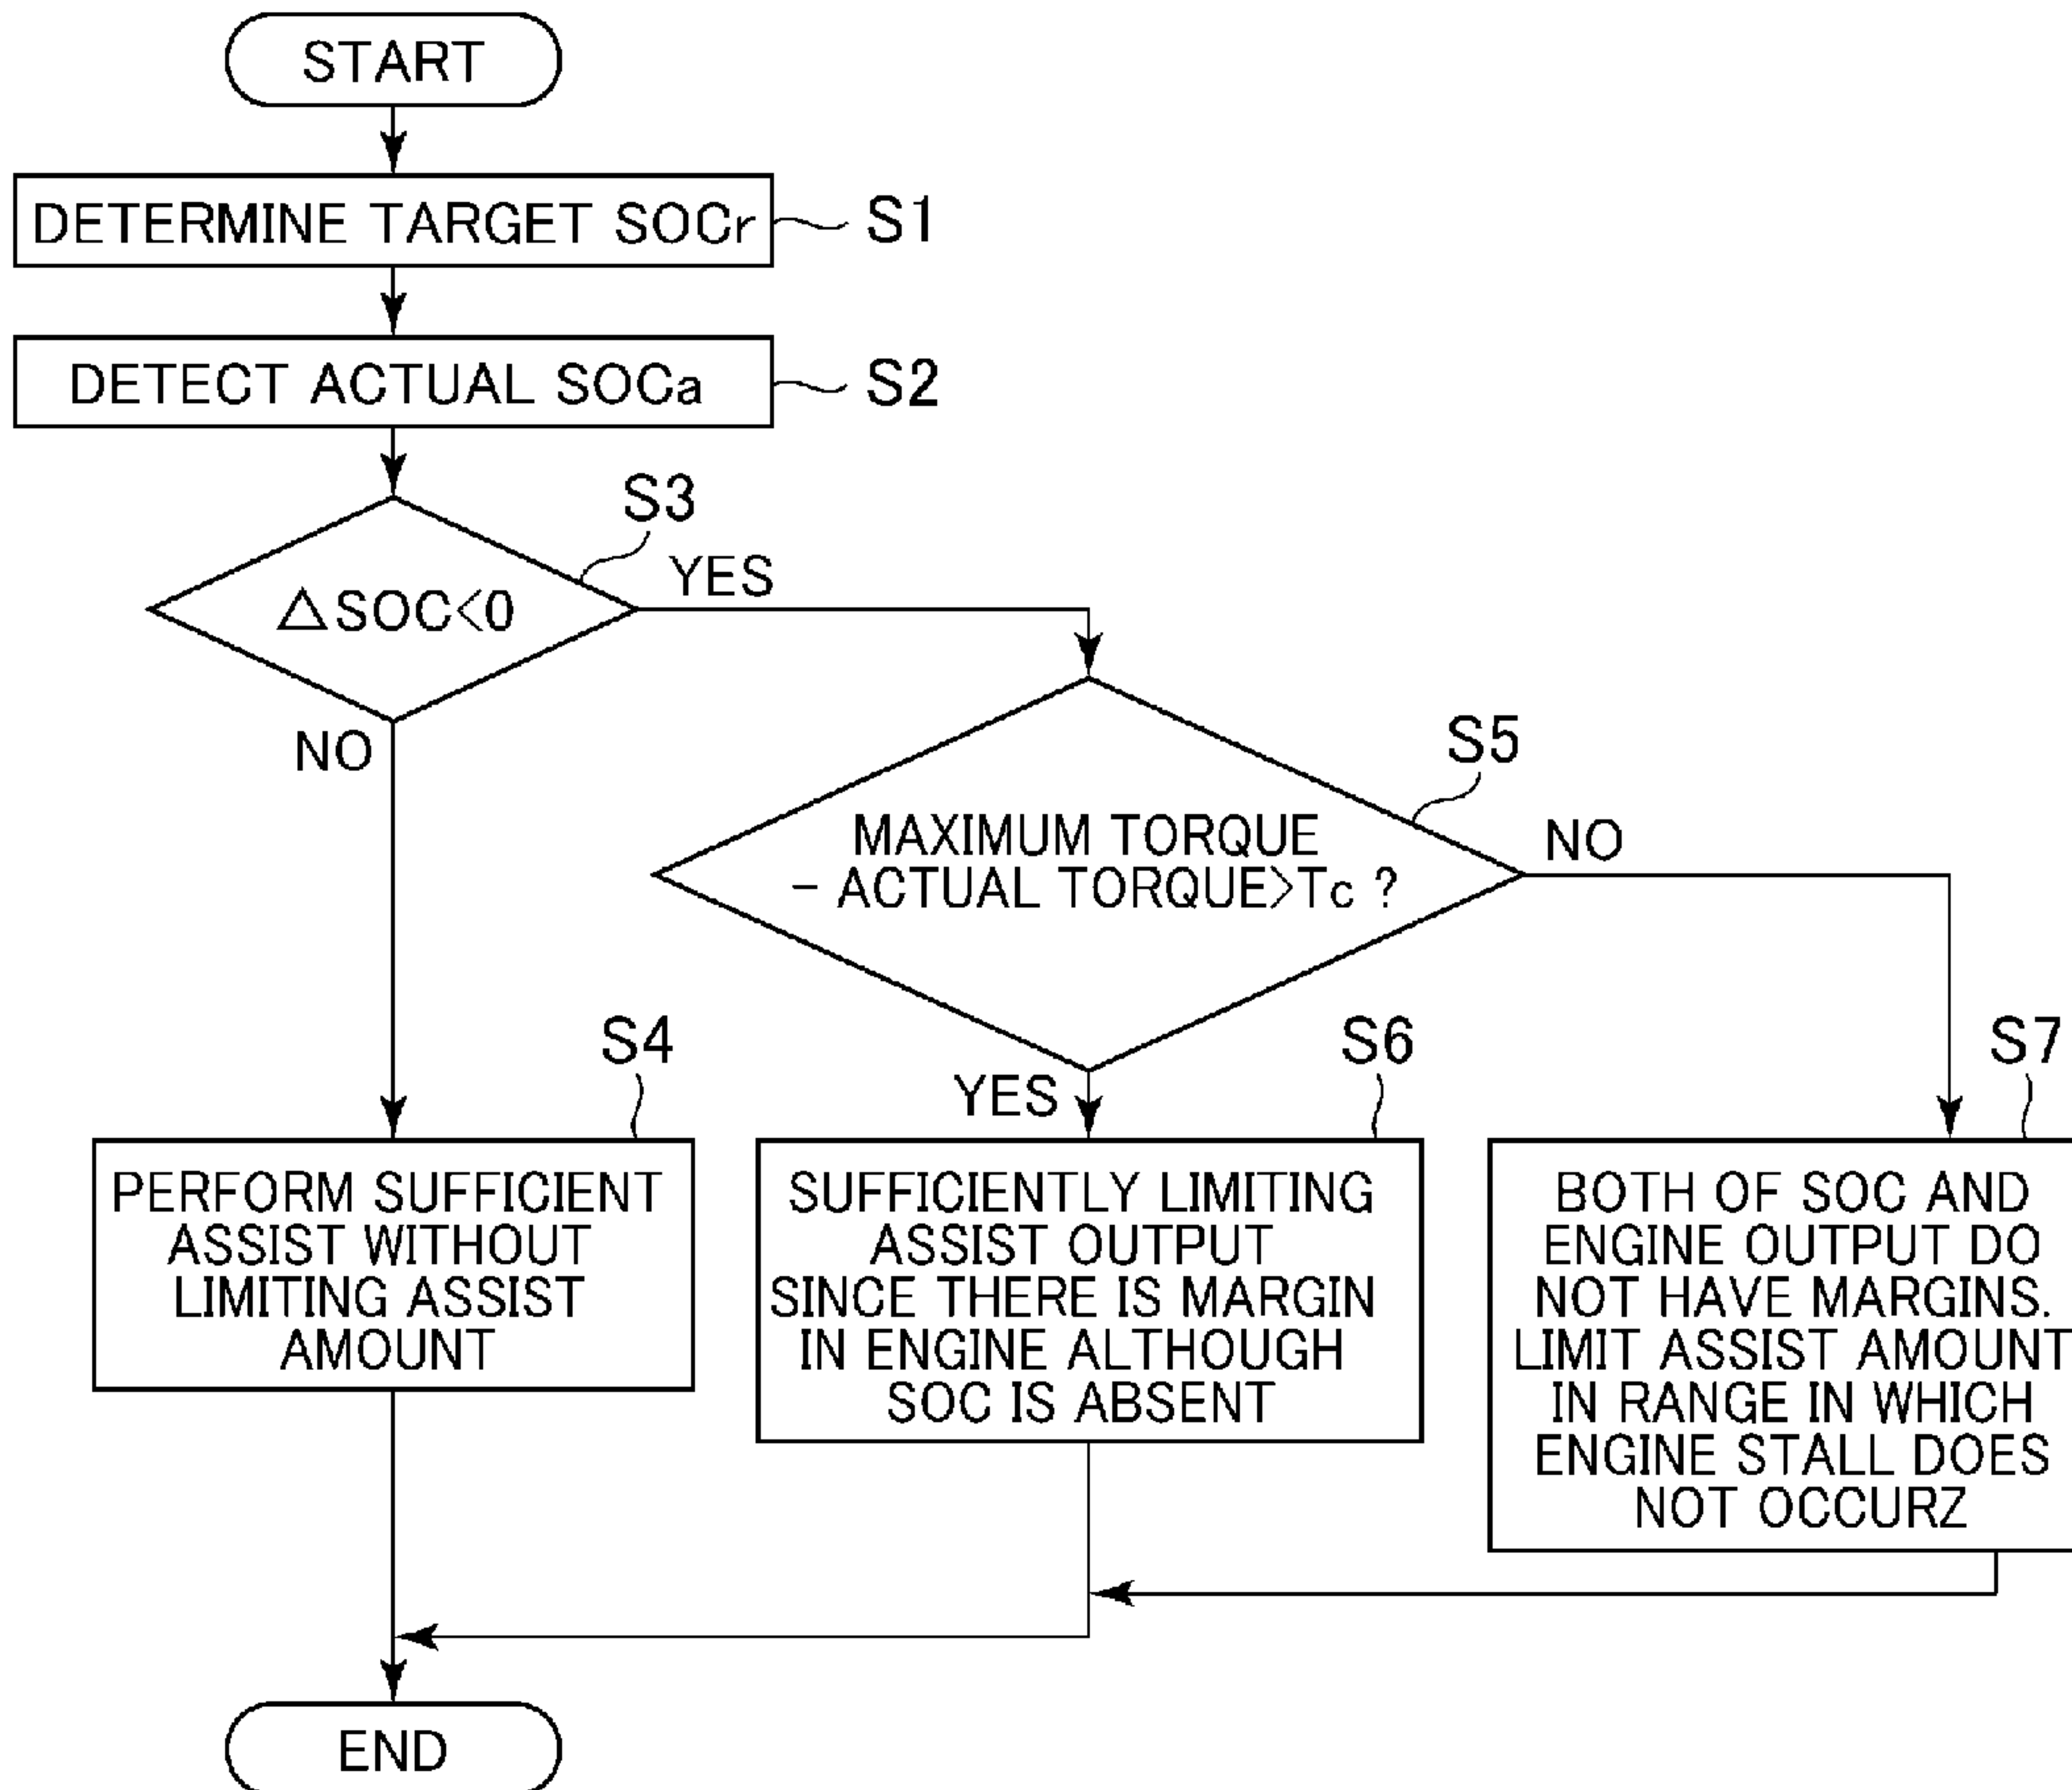 START
DETERMINE TARGET SOCr
S1
DETECT ACTUAL SOCa
S2
S3
△SOC<0
YES
NO
S5
MAXIMUM TORQUE
- ACTUAL TORQUE>Tc ?
NO
YES
S4
PERFORM SUFFICIENT
ASSIST WITHOUT
LIMITING ASSIST
AMOUNT
S6
SUFFICIENTLY LIMITING
ASSIST OUTPUT
SINCE THERE IS MARGIN
IN ENGINE ALTHOUGH
SOC IS ABSENT
S7
BOTH OF SOC AND
ENGINE OUTPUT DO
NOT HAVE MARGINS.
LIMIT ASSIST AMOUNT
IN RANGE IN WHICH
ENGINE STALL DOES
NOT OCCURZ
END